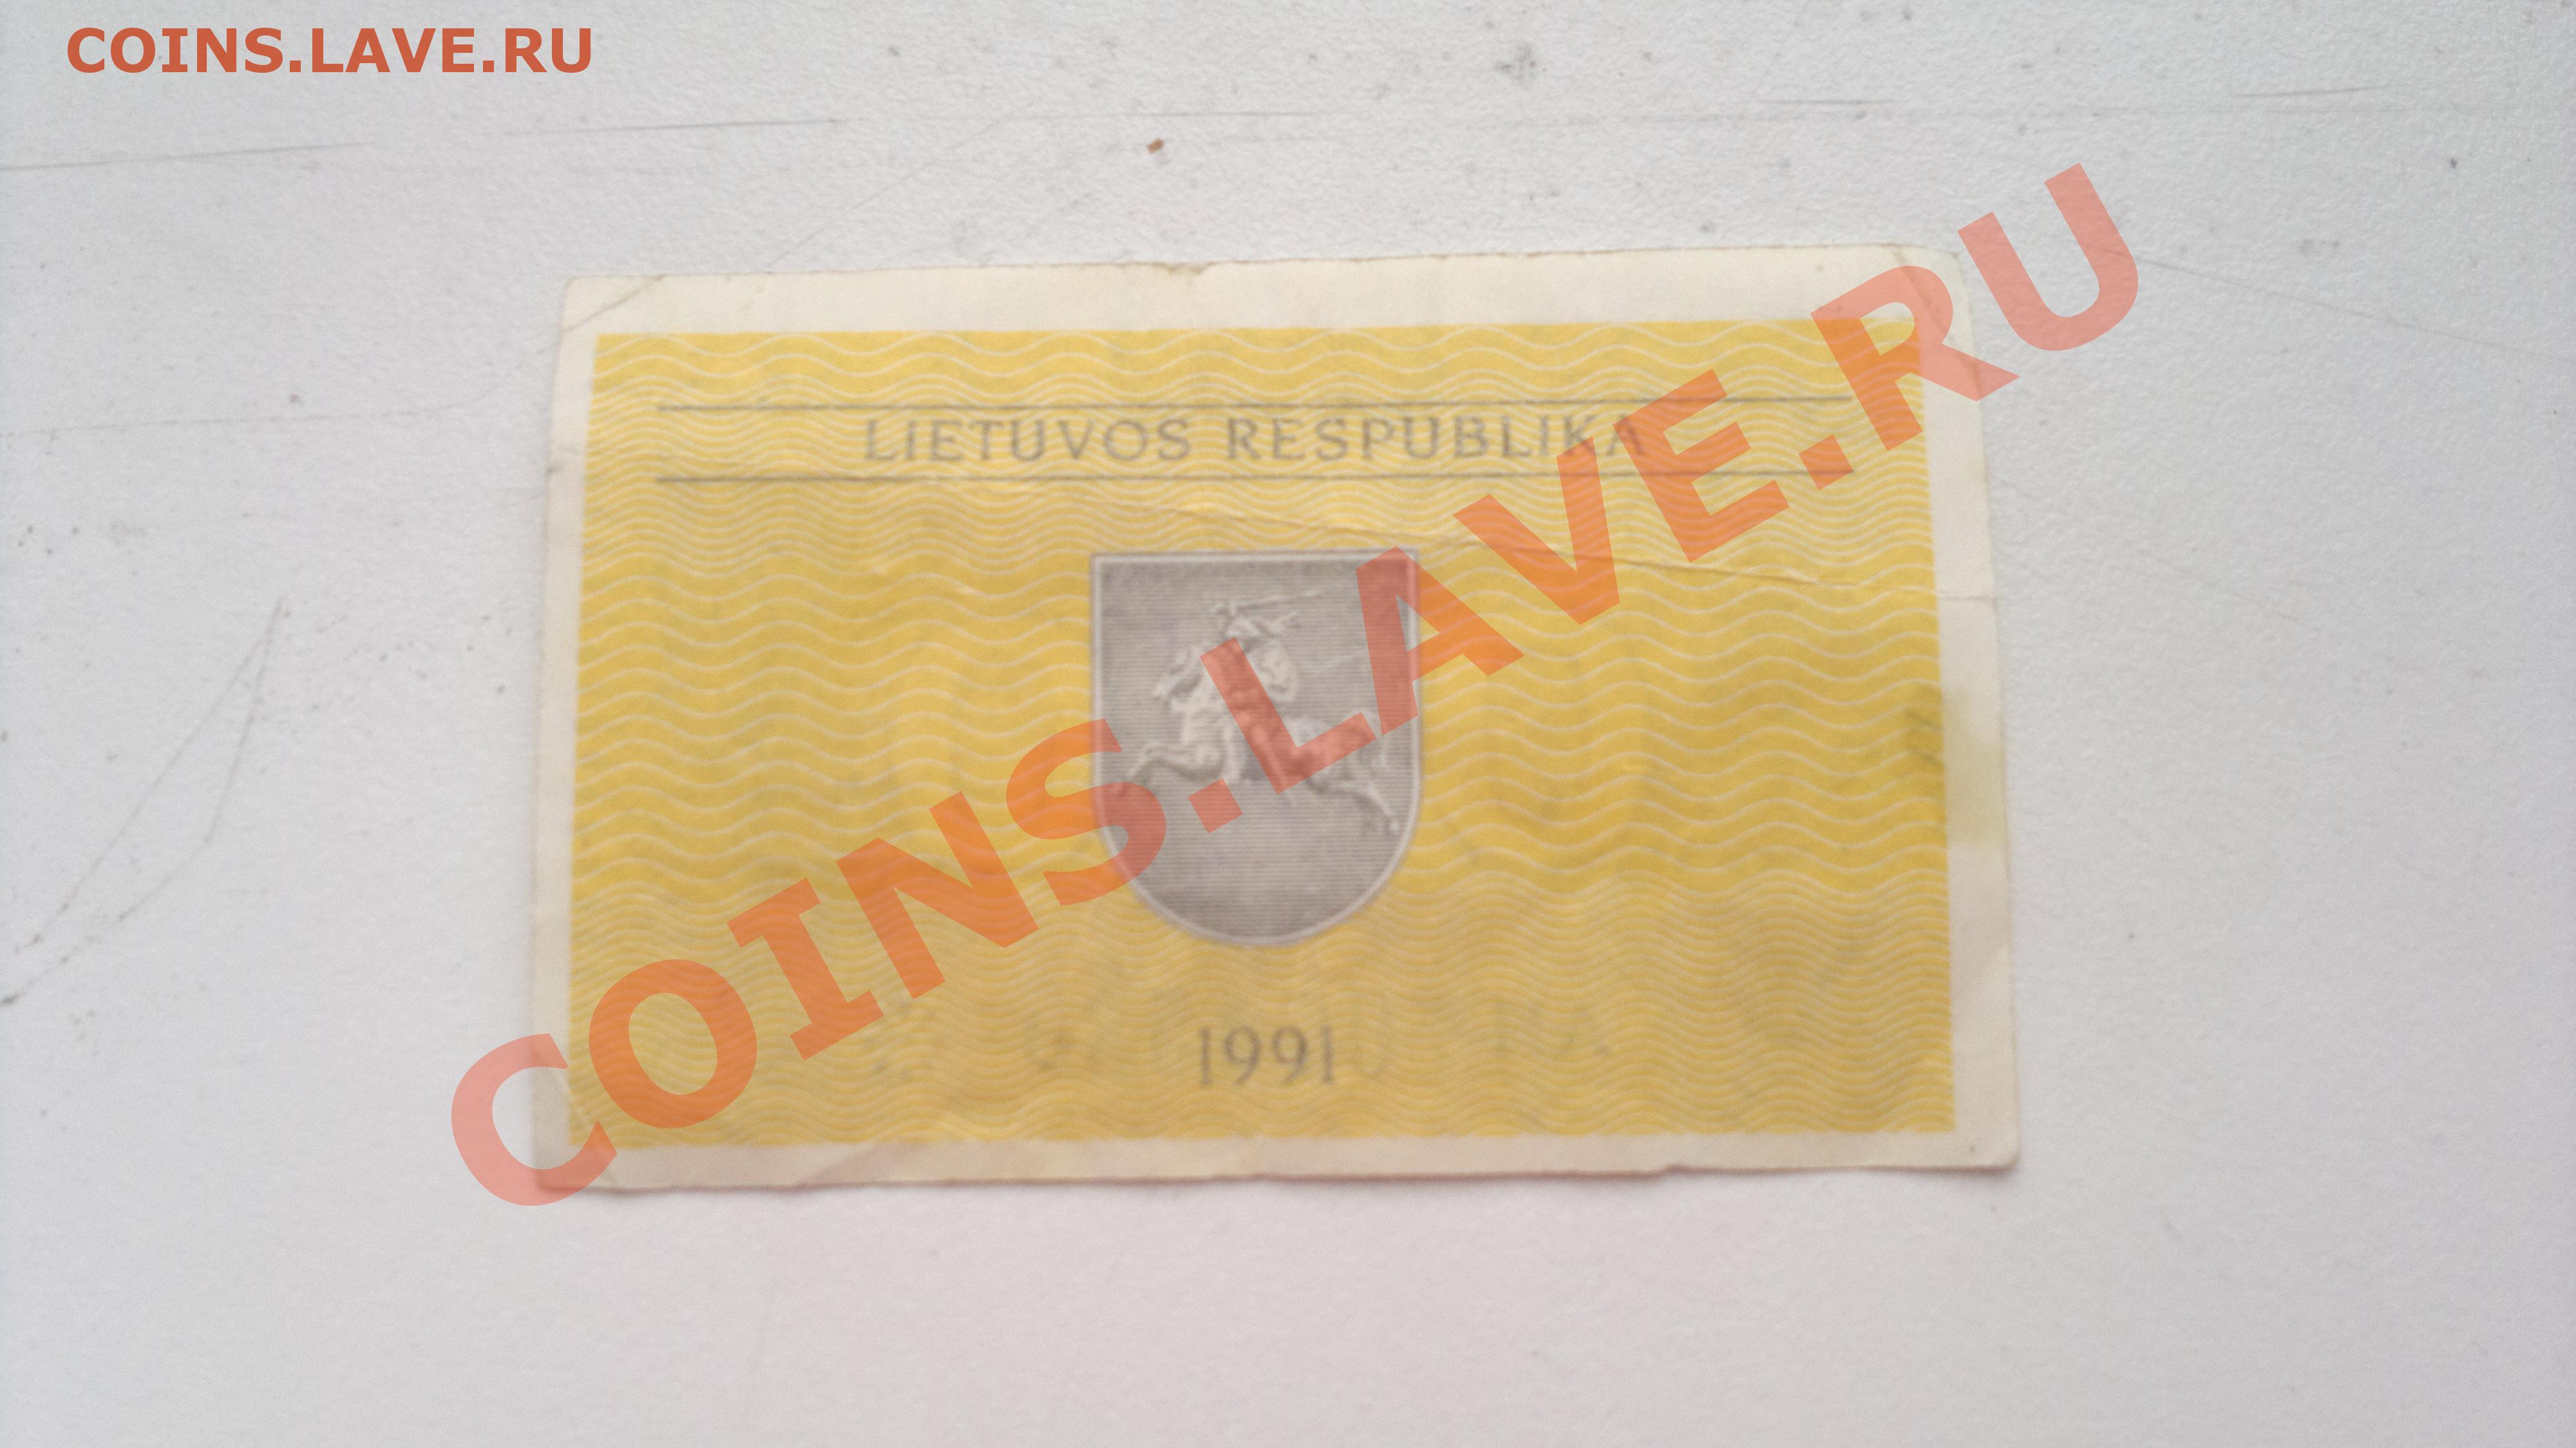 COINS.LAVE.RU
LIETUVOS RESPUBLIKA
COINS.LAVE.RU
1991